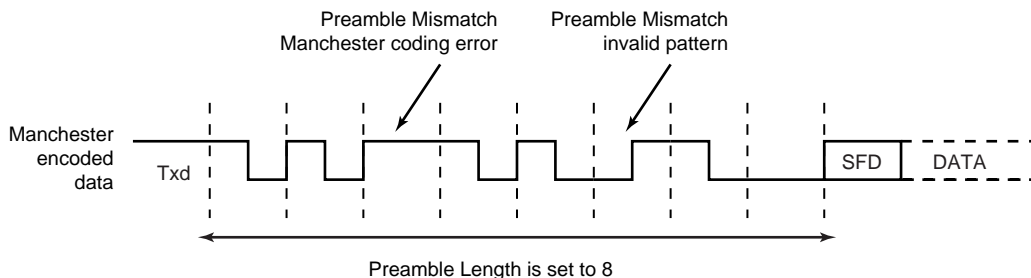 Preamble Mismatch
Manchester coding error
Preamble Mismatch
invalid pattern
Manchester
encoded
data
Txd
SFD
DATA
Preamble Length is set to 8